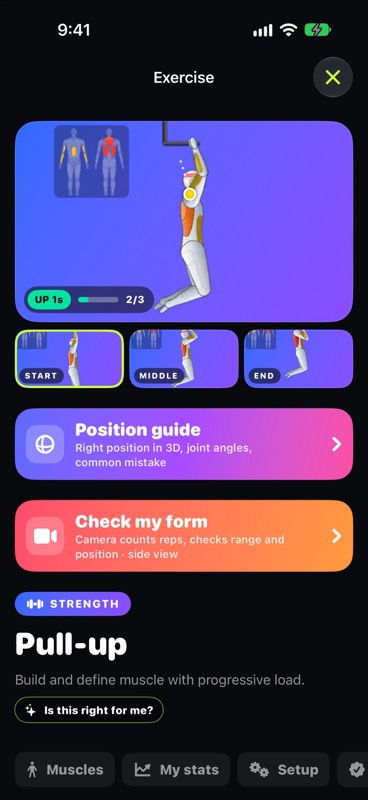 9:41
Exercise
UP 1s 2/3
START
MIDDLE
END
Position guide
Right position in 3D, joint angles,
common mistake
Check my form
Camera counts reps, checks range and
position · side view
STRENGTH
Pull-up
Build and define muscle with progressive load.
Is this right for me?
Muscles
My stats
Setup